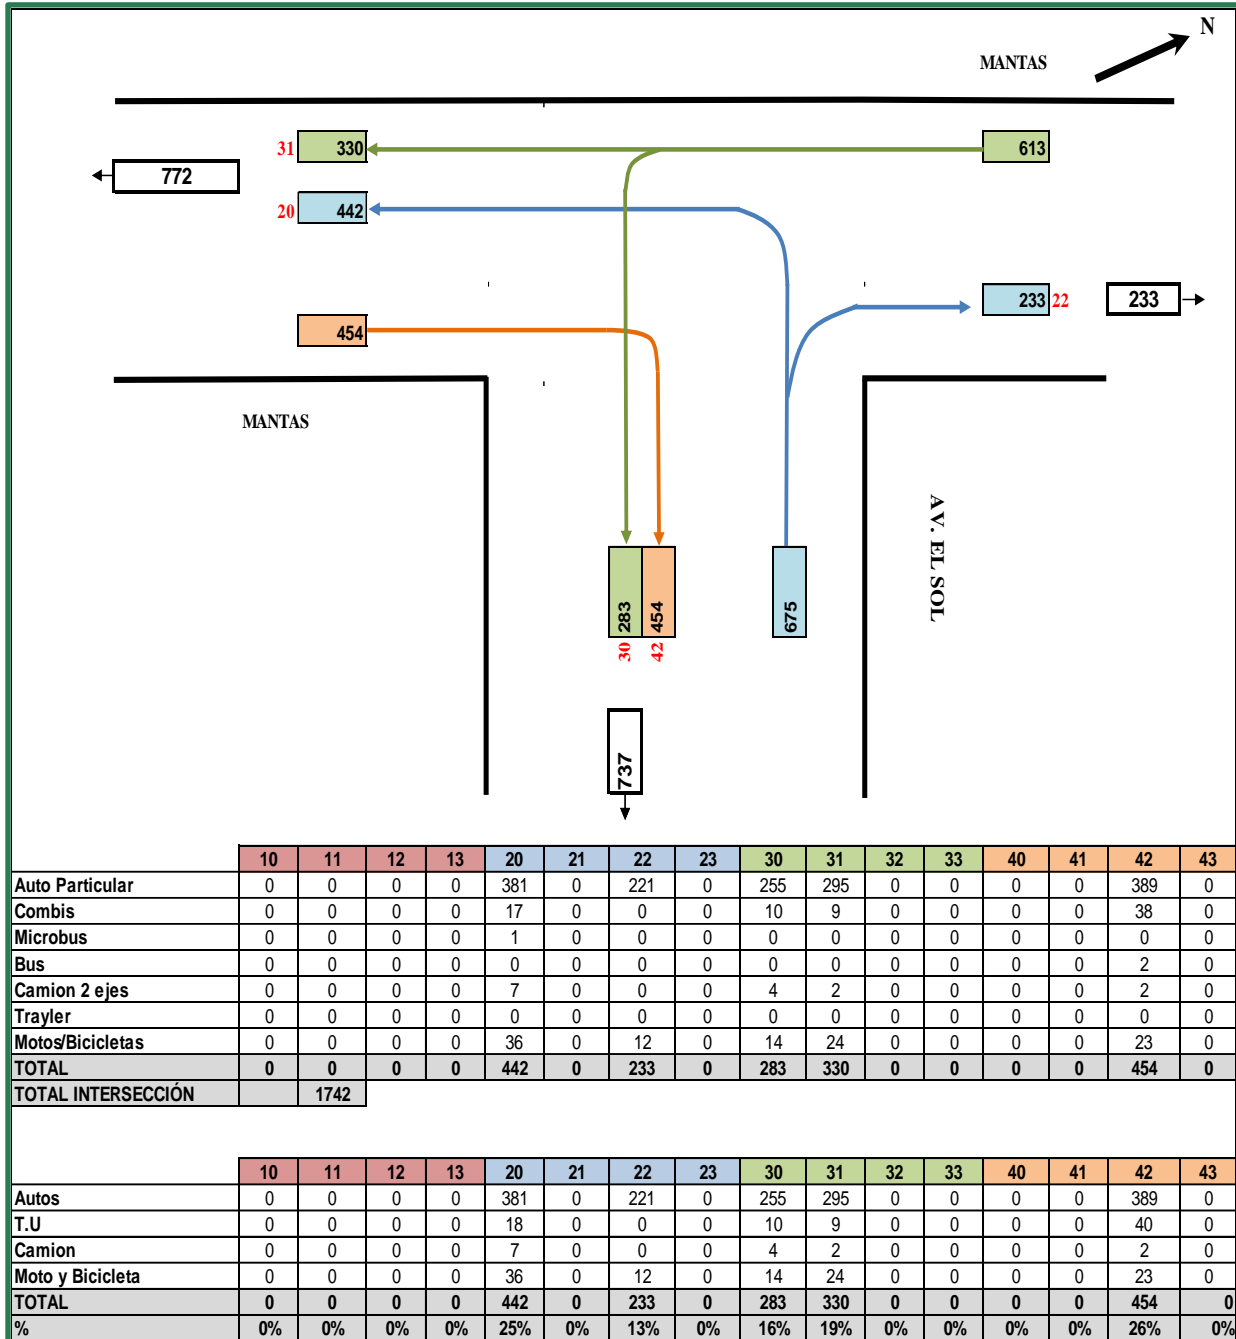 N
MANTAS
31 330 613
772
20 442
233 22 233
454
MANTAS
AV. EL SOL
283 454 675
30 42
737
10 11 12 13 20 21 22 23 30 31 32 33 40 41 42 43
Auto Particular 0 0 0 0 381 0 221 0 255 295 0 0 0 0 389 0
Combis 0 0 0 0 17 0 0 0 10 9 0 0 0 0 38 0
Microbus 0 0 0 0 1 0 0 0 0 0 0 0 0 0 0 0
Bus 0 0 0 0 0 0 0 0 0 0 0 0 0 0 2 0
Camion 2 ejes 0 0 0 0 7 0 0 0 4 2 0 0 0 0 2 0
Trayler 0 0 0 0 0 0 0 0 0 0 0 0 0 0 0 0
Motos/Bicicletas 0 0 0 0 36 0 12 0 14 24 0 0 0 0 23 0
TOTAL 0 0 0 0 442 0 233 0 283 330 0 0 0 0 454 0
TOTAL INTERSECCIÓN 1742
10 11 12 13 20 21 22 23 30 31 32 33 40 41 42 43
Autos 0 0 0 0 381 0 221 0 255 295 0 0 0 0 389 0
T.U 0 0 0 0 18 0 0 0 10 9 0 0 0 0 40 0
Camion 0 0 0 0 7 0 0 0 4 2 0 0 0 0 2 0
Moto y Bicicleta 0 0 0 0 36 0 12 0 14 24 0 0 0 0 23 0
TOTAL 0 0 0 0 442 0 233 0 283 330 0 0 0 0 454 0
% 0% 0% 0% 0% 25% 0% 13% 0% 16% 19% 0% 0% 0% 0% 26% 0%